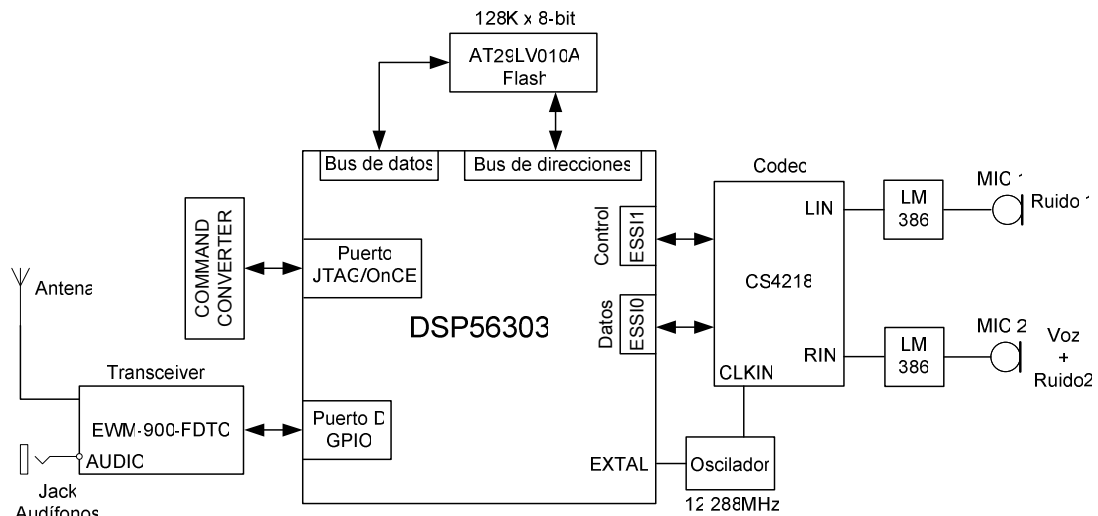 128K x 8-bit
AT29LV010A
Flash
Bus de datos
Bus de direcciones
Codec
MIC 1
Ruido 1
LM
386
LIN
Control
ESSI1
Puerto
JTAG/OnCE
COMMAND
CONVERTER
Antena
CS4218
DSP56303
Datos
ESSI0
MIC 2
Voz
+
Ruido2
LM
386
RIN
CLKIN
Transceiver
EWM-900-FDTC
AUDIO
Puerto D
GPIO
EXTAL
Oscilador
12.288MHz
Jack
Audífonos